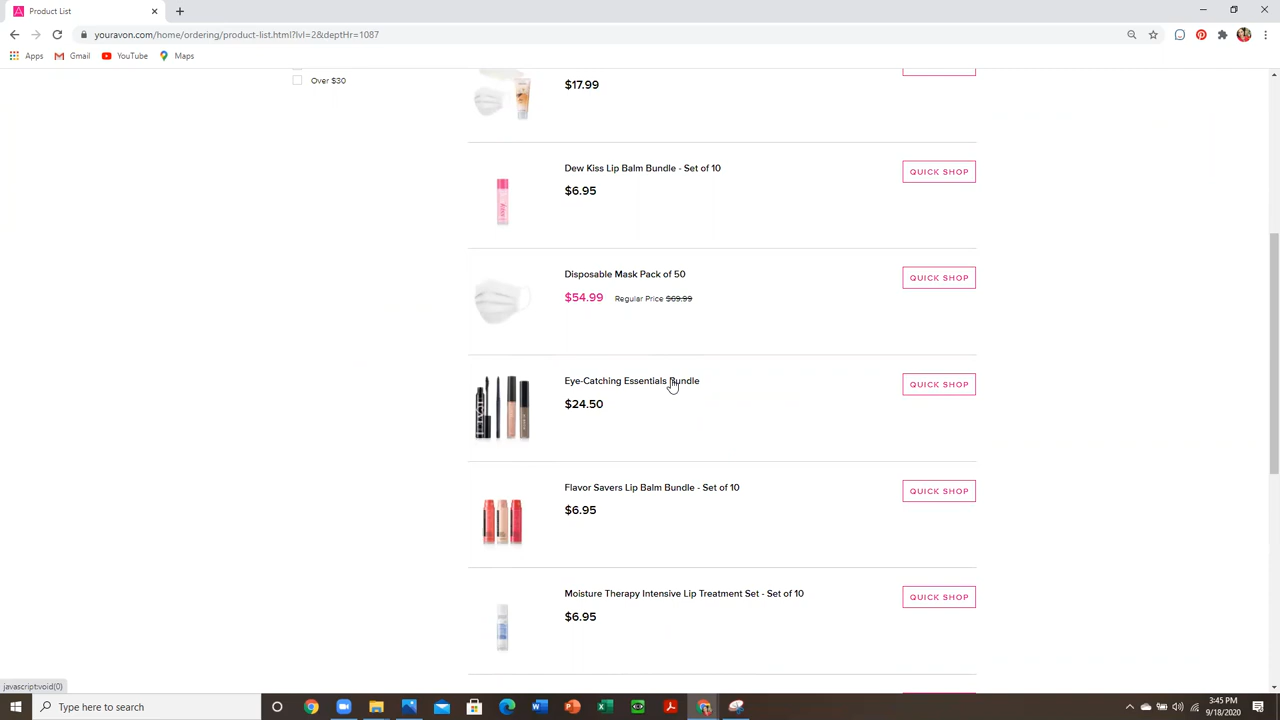 Product List
youravon.com/home/ordering/product-list.html?lvl=2&deptHr=1087
Apps
Gmail
YouTube
Maps
Over $30
$17.99
Dew Kiss Lip Balm Bundle - Set of 10
$6.95
QUICK SHOP
Disposable Mask Pack of 50
$54.99 Regular Price $69.99
QUICK SHOP
Eye-Catching Essentials Bundle
$24.50
QUICK SHOP
Flavor Savers Lip Balm Bundle - Set of 10
$6.95
QUICK SHOP
Moisture Therapy Intensive Lip Treatment Set - Set of 10
$6.95
QUICK SHOP
javascript:void(0)
Type here to search
3:45 PM
9/18/2020